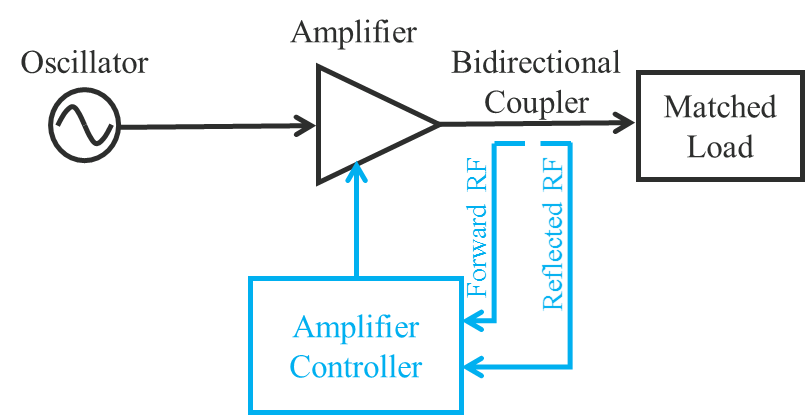 Amplifier
Oscillator
Bidirectional
Coupler
Matched
Load
Forward RF
Reflected RF
Amplifier
Controller